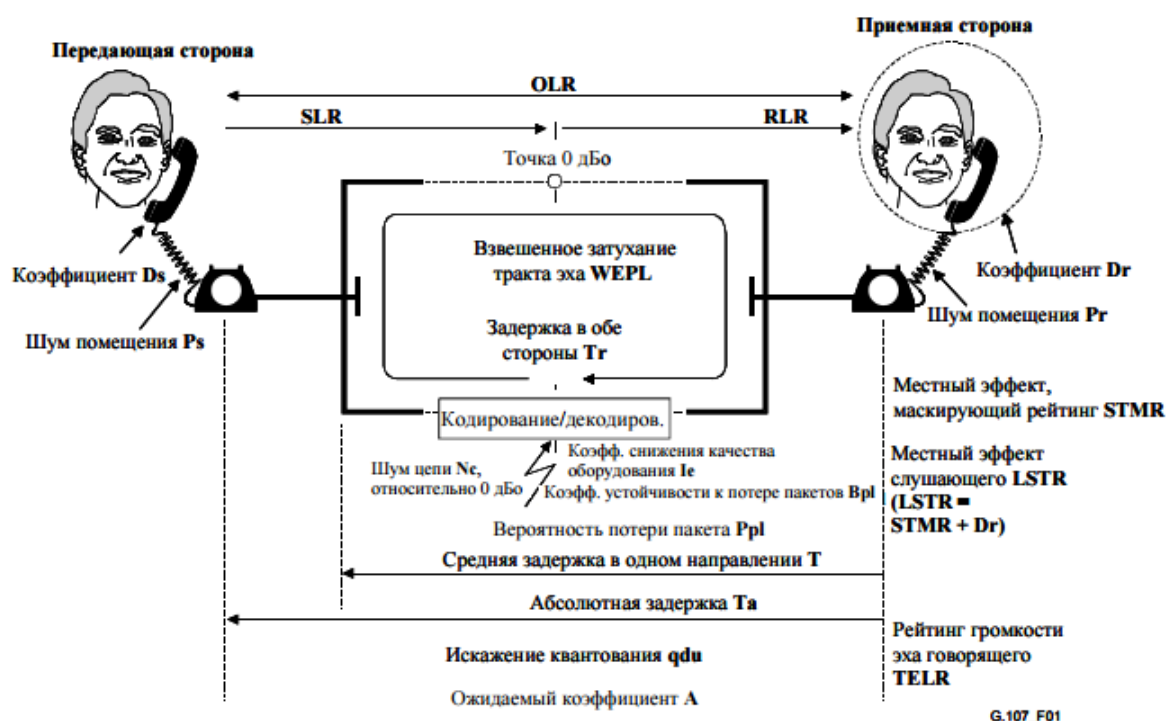 Приемная сторона
Передающая сторона
OLR
SLR
RLR
Точка 0 дБо
Взвешенное затухание
тракта эха WEPL
Коэффициент Ds
Коэффициент Dr
Шум помещения Ps
Шум помещения Pr
Задержка в обе
стороны Tr
Местный эффект,
маскирующий рейтинг STMR
Кодирование/декодиров.
Шум цепи Nc,
относительно 0 дБо
Коэфф. снижения качества
оборудования Ie
Коэфф. устойчивости к потере пакетов Bpl
Местный эффект
слушающего LSTR
(LSTR =
STMR + Dr)
Вероятность потери пакета Ppl
Средняя задержка в одном направлении T
Абсолютная задержка Ta
Рейтинг громкости
эха говорящего
TELR
Искажение квантования qdu
Ожидаемый коэффициент A
G.107_F01